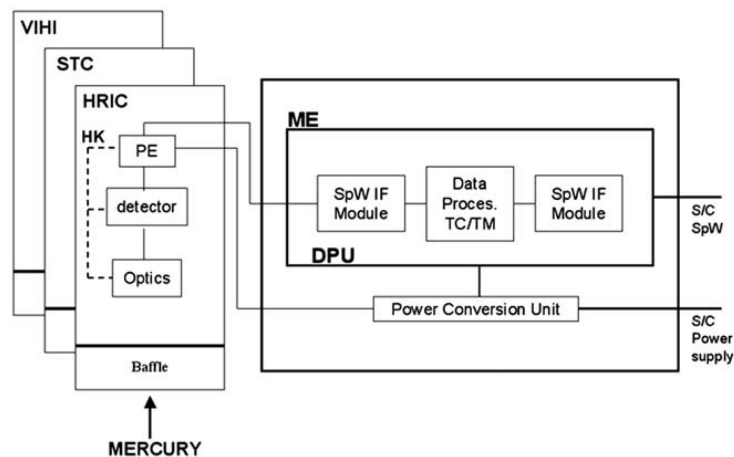 VIHI
STC
HRIC
HK
PE
detector
Optics
Baffle
MERCURY
ME
SpW IF
Module
Data
Proces.
TC/TM
SpW IF
Module
DPU
Power Conversion Unit
S/C
SpW
S/C
Power
supply